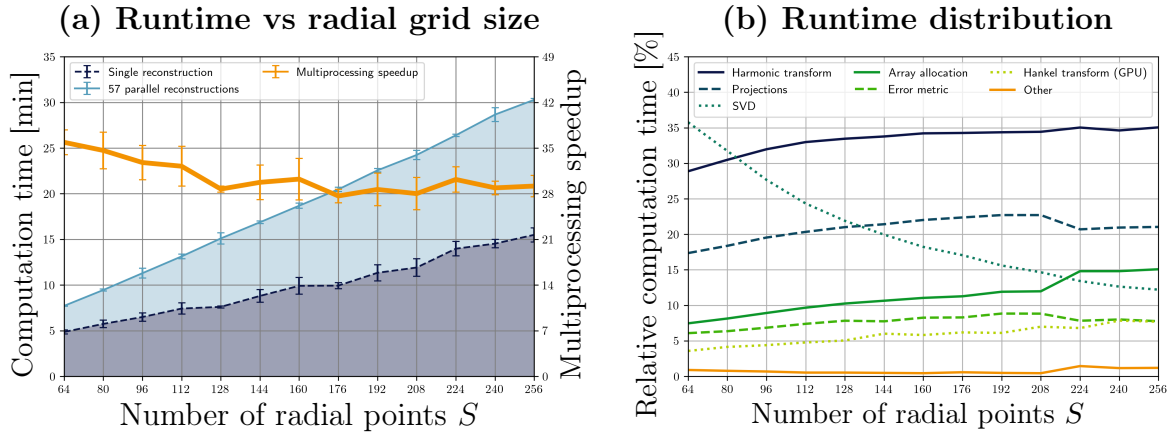 (a) Runtime vs radial grid size
Computation time [min]
35
30
25
20
15
10
5
0
Single reconstruction
57 parallel reconstructions
Multiprocessing speedup
49
42
35
28
21
14
7
0
Multiprocessing speedup
64 80 96 112 128 144 160 176 192 208 224 240 256
Number of radial points S
(b) Runtime distribution
Relative computation time [%]
45
40
35
30
25
20
15
10
5
0
Harmonic transform
Projections
SVD
Array allocation
Error metric
Hankel transform (GPU)
Other
64 80 96 112 128 144 160 176 192 208 224 240 256
Number of radial points S